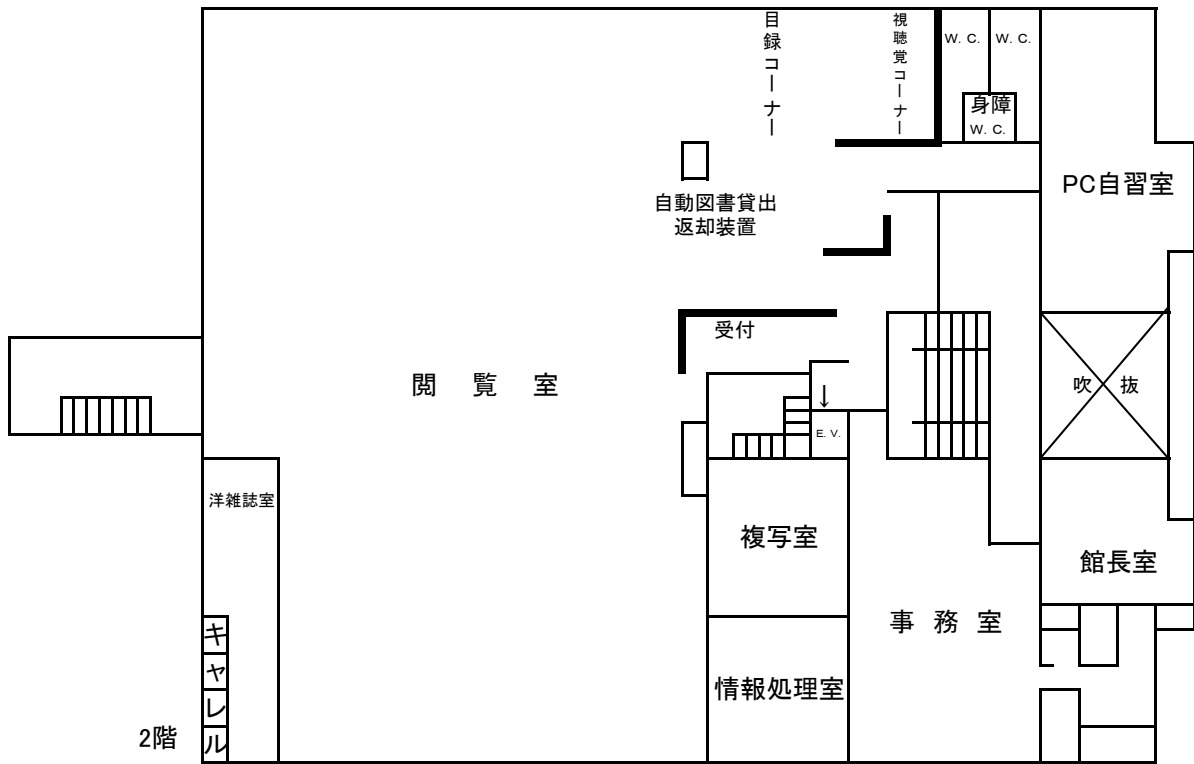 目録コーナー
視聴覚コーナー
W. C.
W. C.
身障
W. C.
PC自習室
自動図書貸出
返却装置
受付
閲 覧 室
↓
E. V.
吹 抜
洋雑誌室
複写室
館長室
事 務 室
キャレル
情報処理室
2階